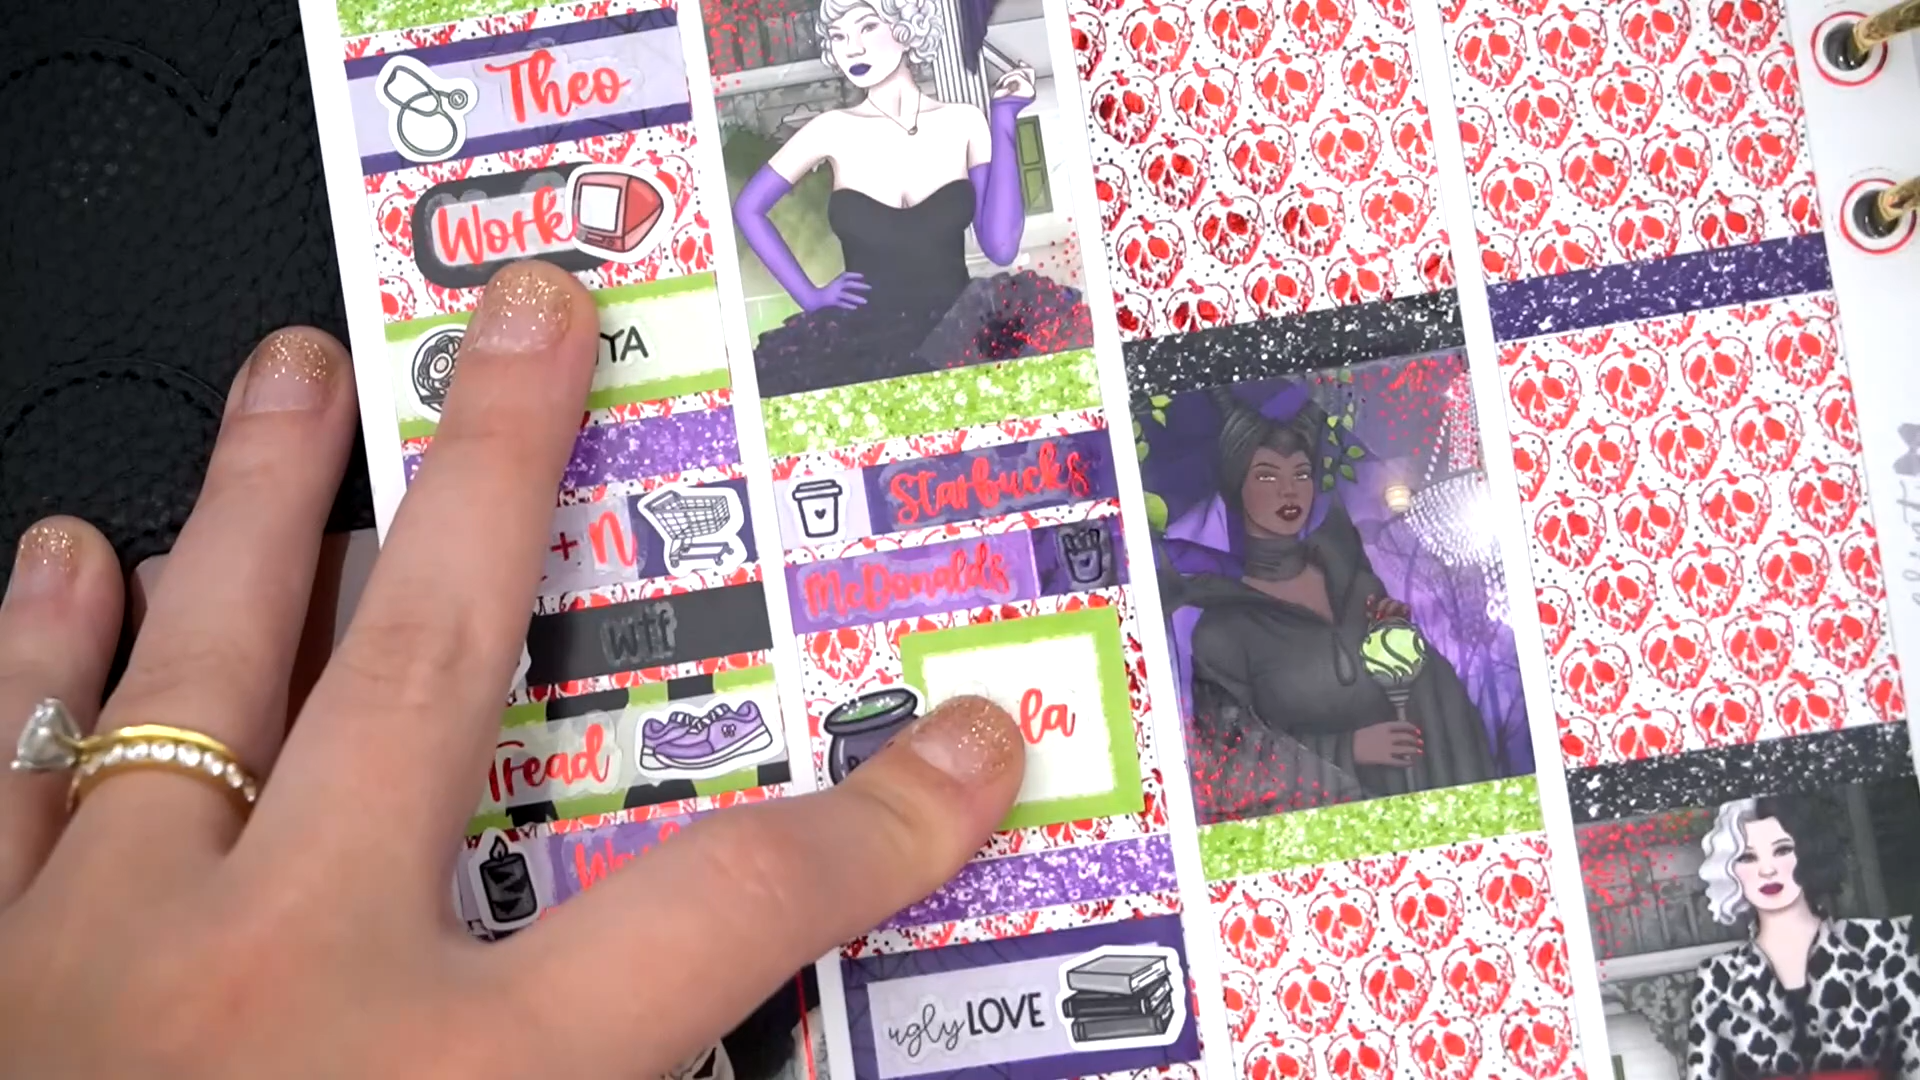 Theo
Work
YA
+ n
wtf
Tread
Starbucks
McDonalds
la
ugly LOVE